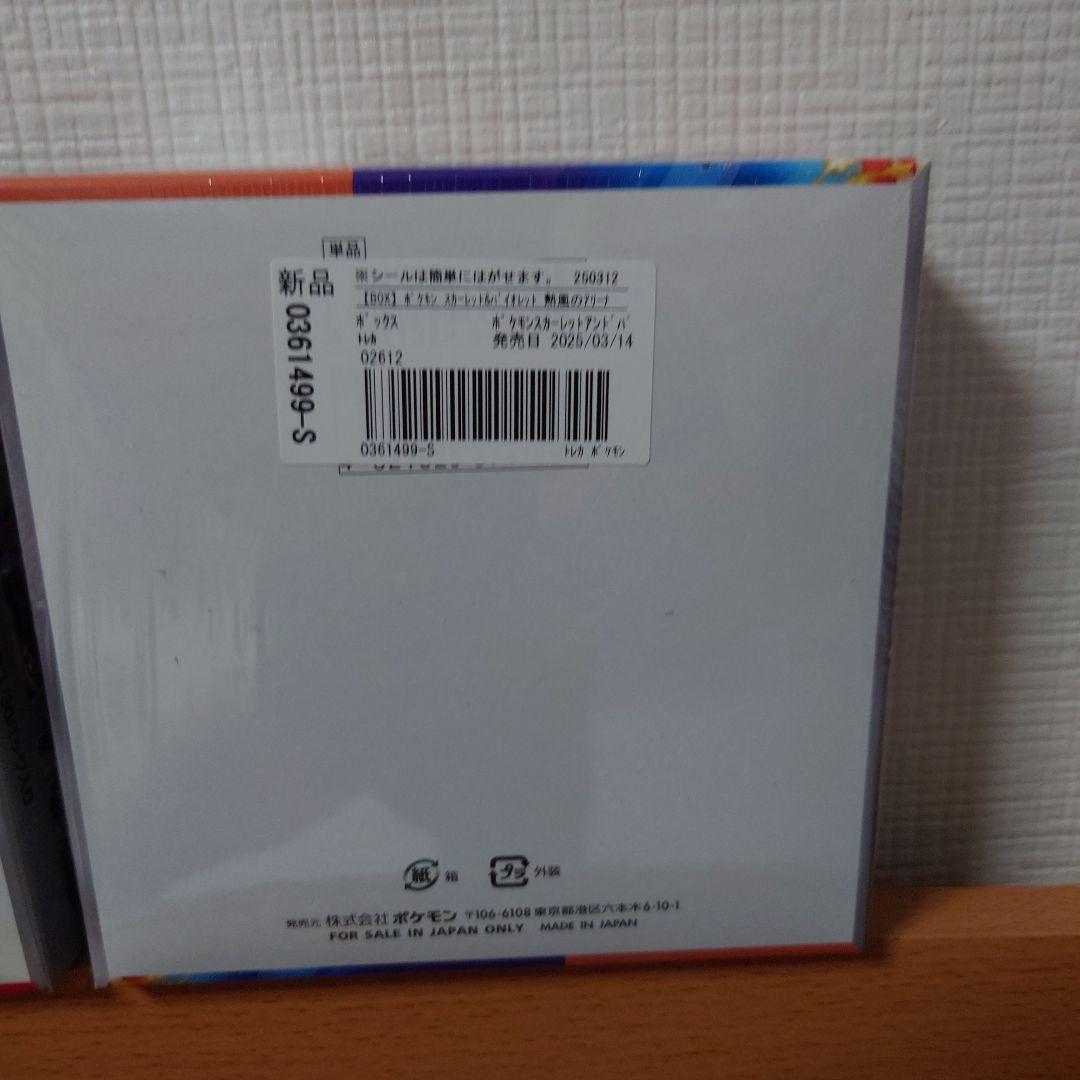 単品
新品 0361499-S
※シールは簡単にはがせます。 250312
【BOX】ﾎﾟｹﾓﾝ ｽｶｰﾚｯﾄ&ﾊﾞｲｵﾚｯﾄ 熱風のｱﾘｰﾅ
ﾎﾞｯｸｽ ﾎﾟｹﾓﾝｽｶｰﾚｯﾄｱﾝﾄﾞﾊﾞ
ﾄﾚｶ 発売日 2025/03/14
02612
0361499-S ﾄﾚｶ ﾎﾟｹﾓﾝ
紙 箱 プラ 外装
発売元 株式会社ポケモン 〒106-6108 東京都港区六本木6-10-1
FOR SALE IN JAPAN ONLY MADE IN JAPAN